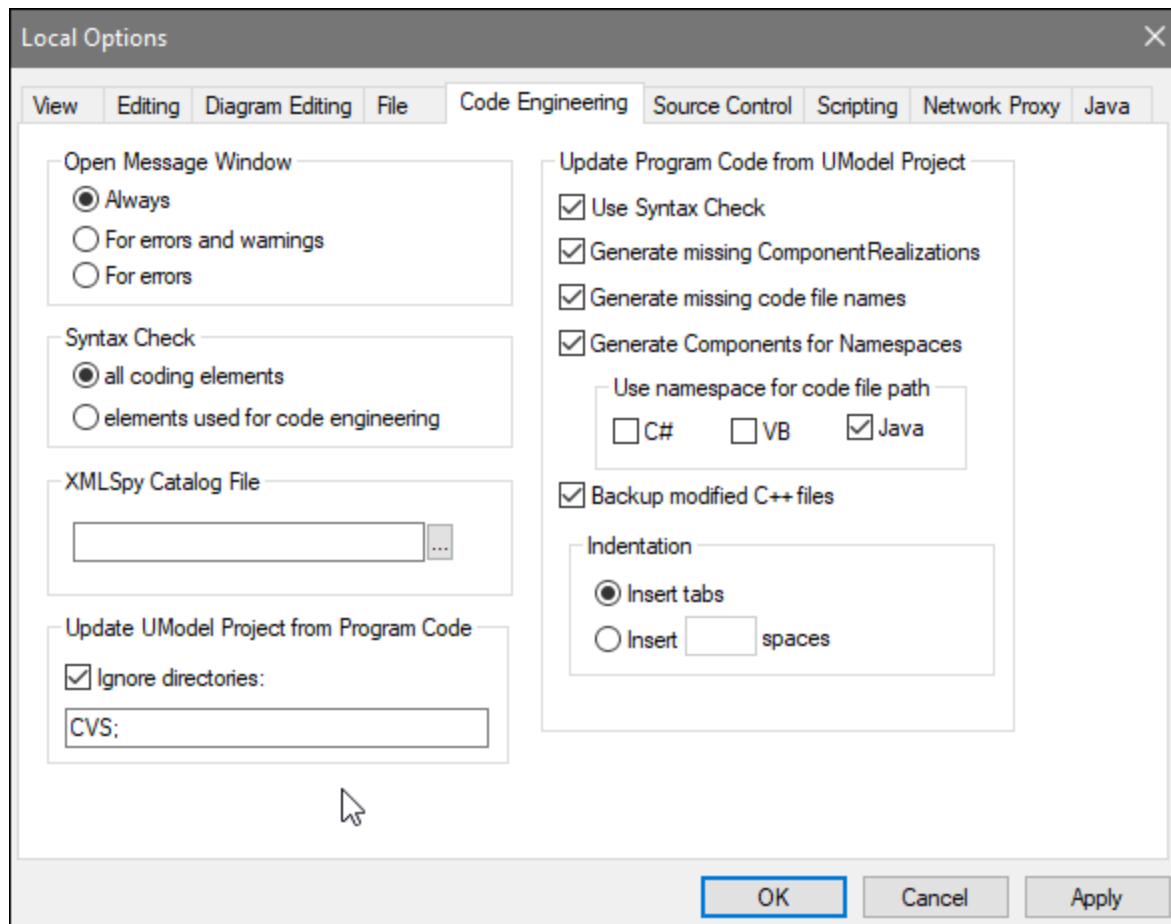 Local Options
View Editing Diagram Editing File Code Engineering Source Control Scripting Network Proxy Java
Open Message Window
Always
For errors and warnings
For errors
Syntax Check
all coding elements
elements used for code engineering
XMLSpy Catalog File
...
Update UModel Project from Program Code
Ignore directories:
CVS;
Update Program Code from UModel Project
Use Syntax Check
Generate missing ComponentRealizations
Generate missing code file names
Generate Components for Namespaces
Use namespace for code file path
C# VB Java
Backup modified C++ files
Indentation
Insert tabs
Insert spaces
OK Cancel Apply